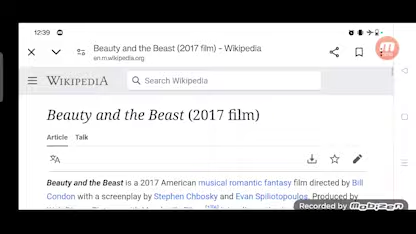 12:39
Beauty and the Beast (2017 film) - Wikipedia
en.m.wikipedia.org
WIKIPEDIA
Search Wikipedia
Beauty and the Beast (2017 film)
Article Talk
Beauty and the Beast is a 2017 American musical romantic fantasy film directed by Bill
Condon with a screenplay by Stephen Chbosky and Evan Spiliotopoulos. Produced by
Recorded by Mobizen